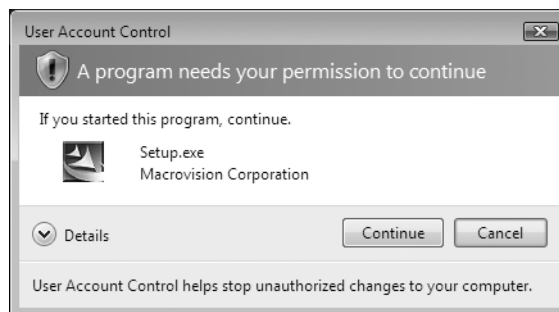 User Account Control
A program needs your permission to continue
If you started this program, continue.
Setup.exe
Macrovision Corporation
Details
Continue
Cancel
User Account Control helps stop unauthorized changes to your computer.